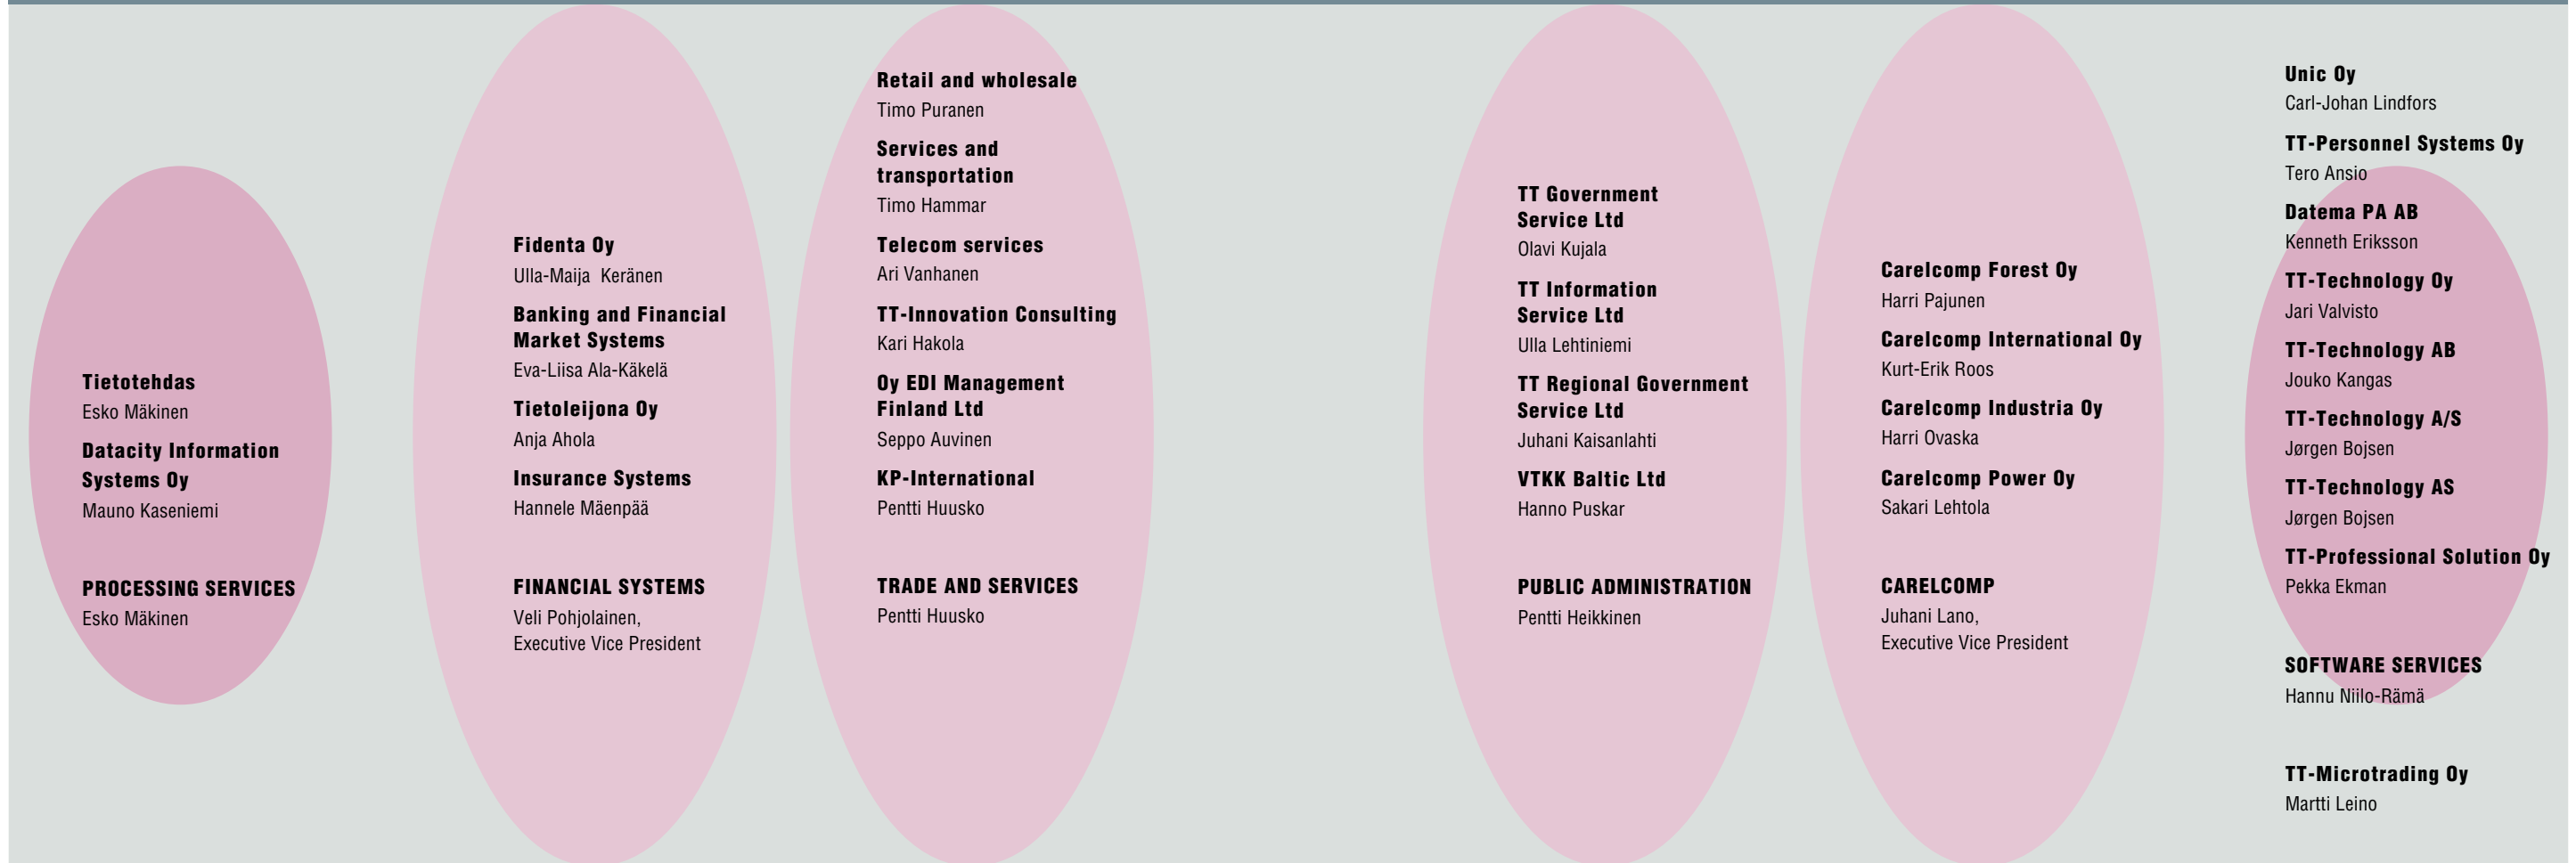 Tietotehdas
Esko Mäkinen
Datacity Information
Systems Oy
Mauno Kaseniemi
PROCESSING SERVICES
Esko Mäkinen
Fidenta Oy
Ulla-Maija Keränen
Banking and Financial
Market Systems
Eva-Liisa Ala-Käkelä
Tietoleijona Oy
Anja Ahola
Insurance Systems
Hannele Mäenpää
FINANCIAL SYSTEMS
Veli Pohjolainen,
Executive Vice President
Retail and wholesale
Timo Puranen
Services and
transportation
Timo Hammar
Telecom services
Ari Vanhanen
TT-Innovation Consulting
Kari Hakola
Oy EDI Management
Finland Ltd
Seppo Auvinen
KP-International
Pentti Huusko
TRADE AND SERVICES
Pentti Huusko
TT Government
Service Ltd
Olavi Kujala
TT Information
Service Ltd
Ulla Lehtiniemi
TT Regional Government
Service Ltd
Juhani Kaisanlahti
VTKK Baltic Ltd
Hanno Puskar
PUBLIC ADMINISTRATION
Pentti Heikkinen
Carelcomp Forest Oy
Harri Pajunen
Carelcomp International Oy
Kurt-Erik Roos
Carelcomp Industria Oy
Harri Ovaska
Carelcomp Power Oy
Sakari Lehtola
CARELCOMP
Juhani Lano,
Executive Vice President
Unic Oy
Carl-Johan Lindfors
TT-Personnel Systems Oy
Tero Ansio
Datema PA AB
Kenneth Eriksson
TT-Technology Oy
Jari Valvisto
TT-Technology AB
Jouko Kangas
TT-Technology A/S
Jørgen Bojsen
TT-Technology AS
Jørgen Bojsen
TT-Professional Solution Oy
Pekka Ekman
SOFTWARE SERVICES
Hannu Niilo-Rämä
TT-Microtrading Oy
Martti Leino